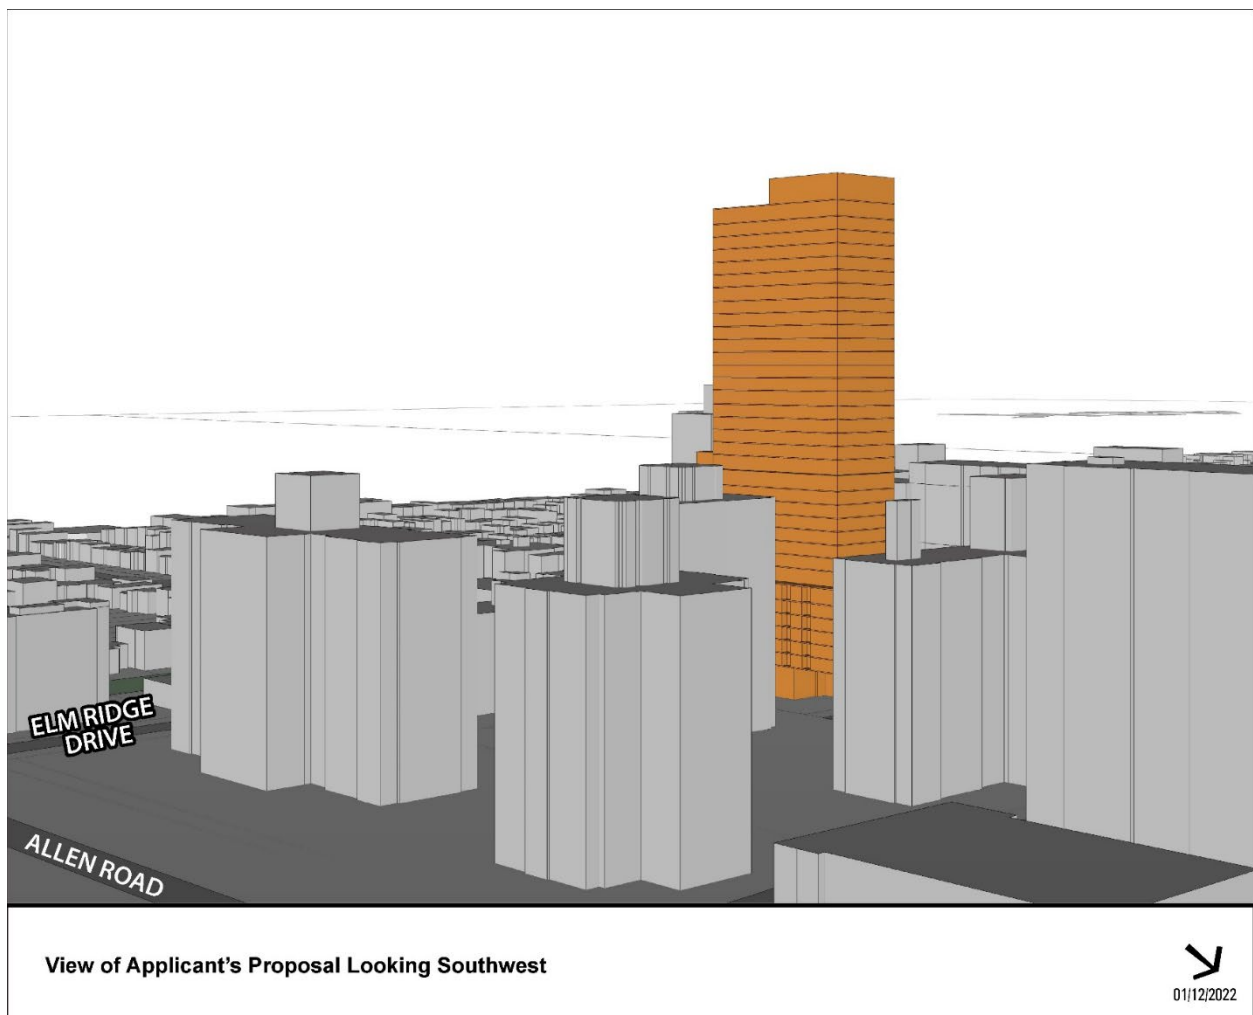 ELM RIDGE
DRIVE
ALLEN ROAD
View of Applicant's Proposal Looking Southwest
01/12/2022